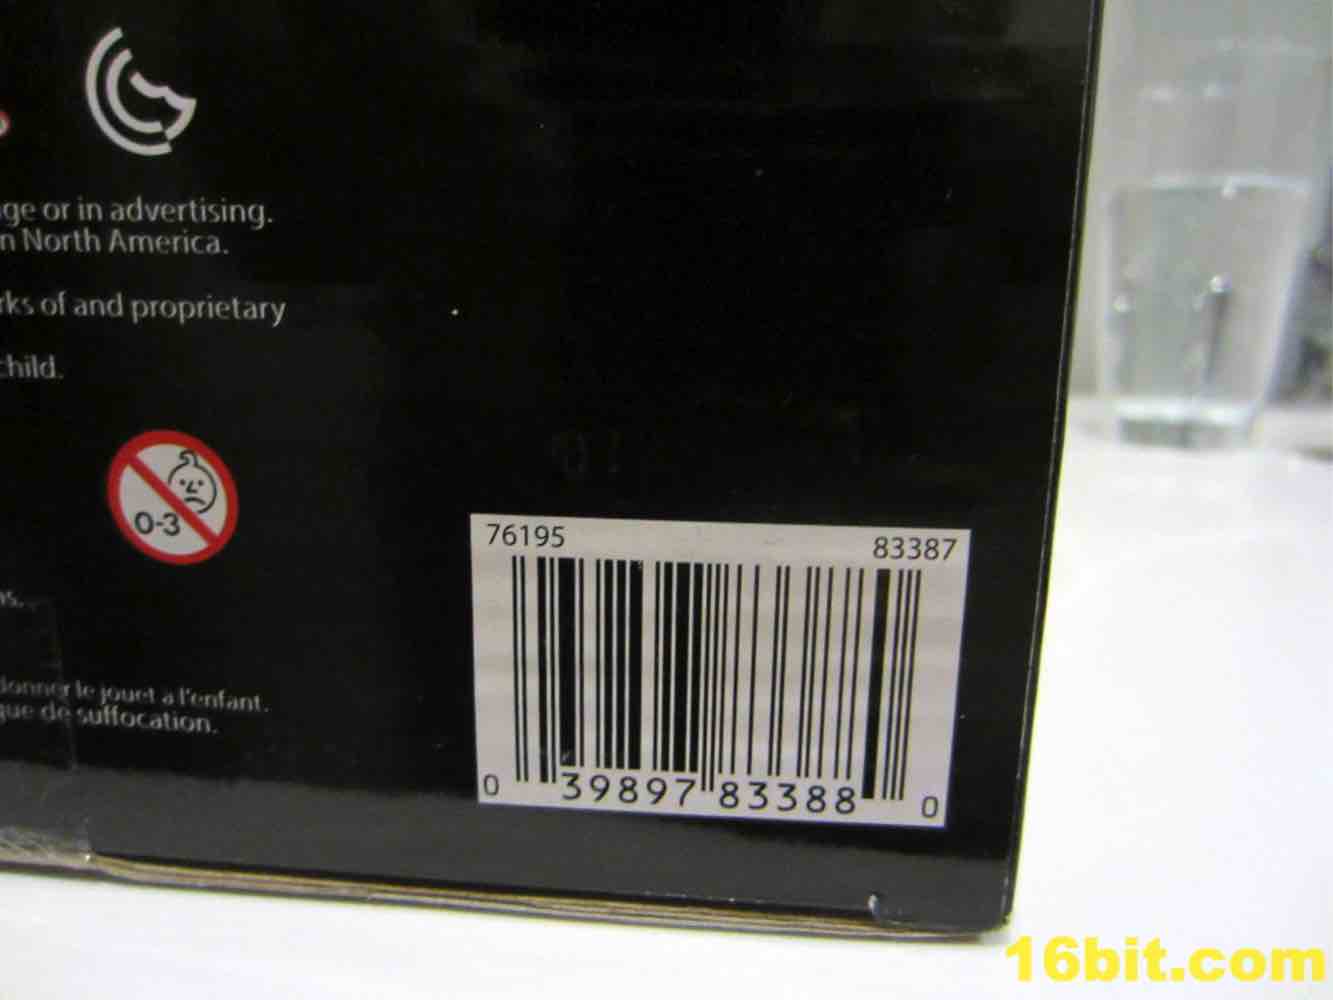 ge or in advertising.
n North America.
rks of and proprietary
child.
0-3
76195 83387
ns.
donner le jouet a l'enfant.
que de suffocation.
0 39897 83388 0
16bit.com